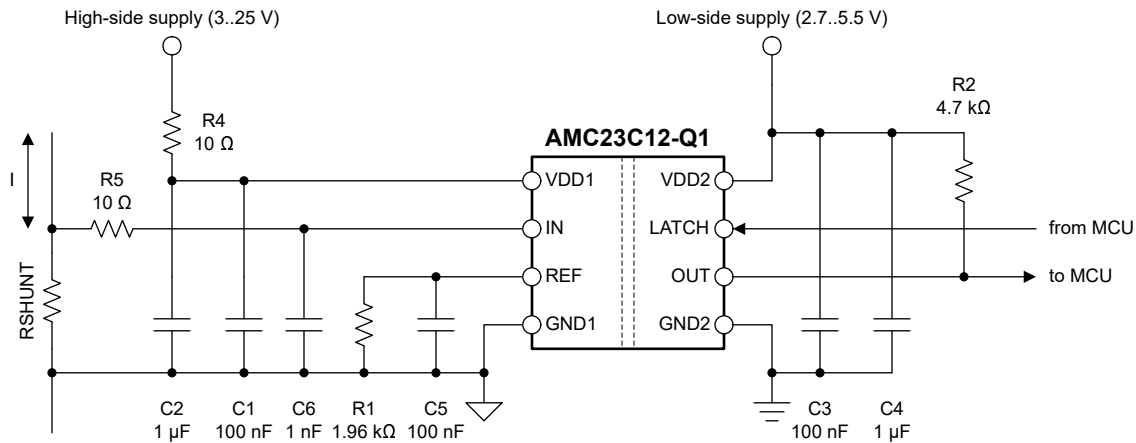 High-side supply (3..25 V)
Low-side supply (2.7..5.5 V)
R2
4.7 kΩ
R4
10 Ω
AMC23C12-Q1
I
R5
10 Ω
VDD1
VDD2
IN
LATCH
from MCU
RSHUNT
REF
OUT
to MCU
GND1
GND2
C2
1 µF
C1
100 nF
C6
1 nF
R1
1.96 kΩ
C5
100 nF
C3
100 nF
C4
1 µF